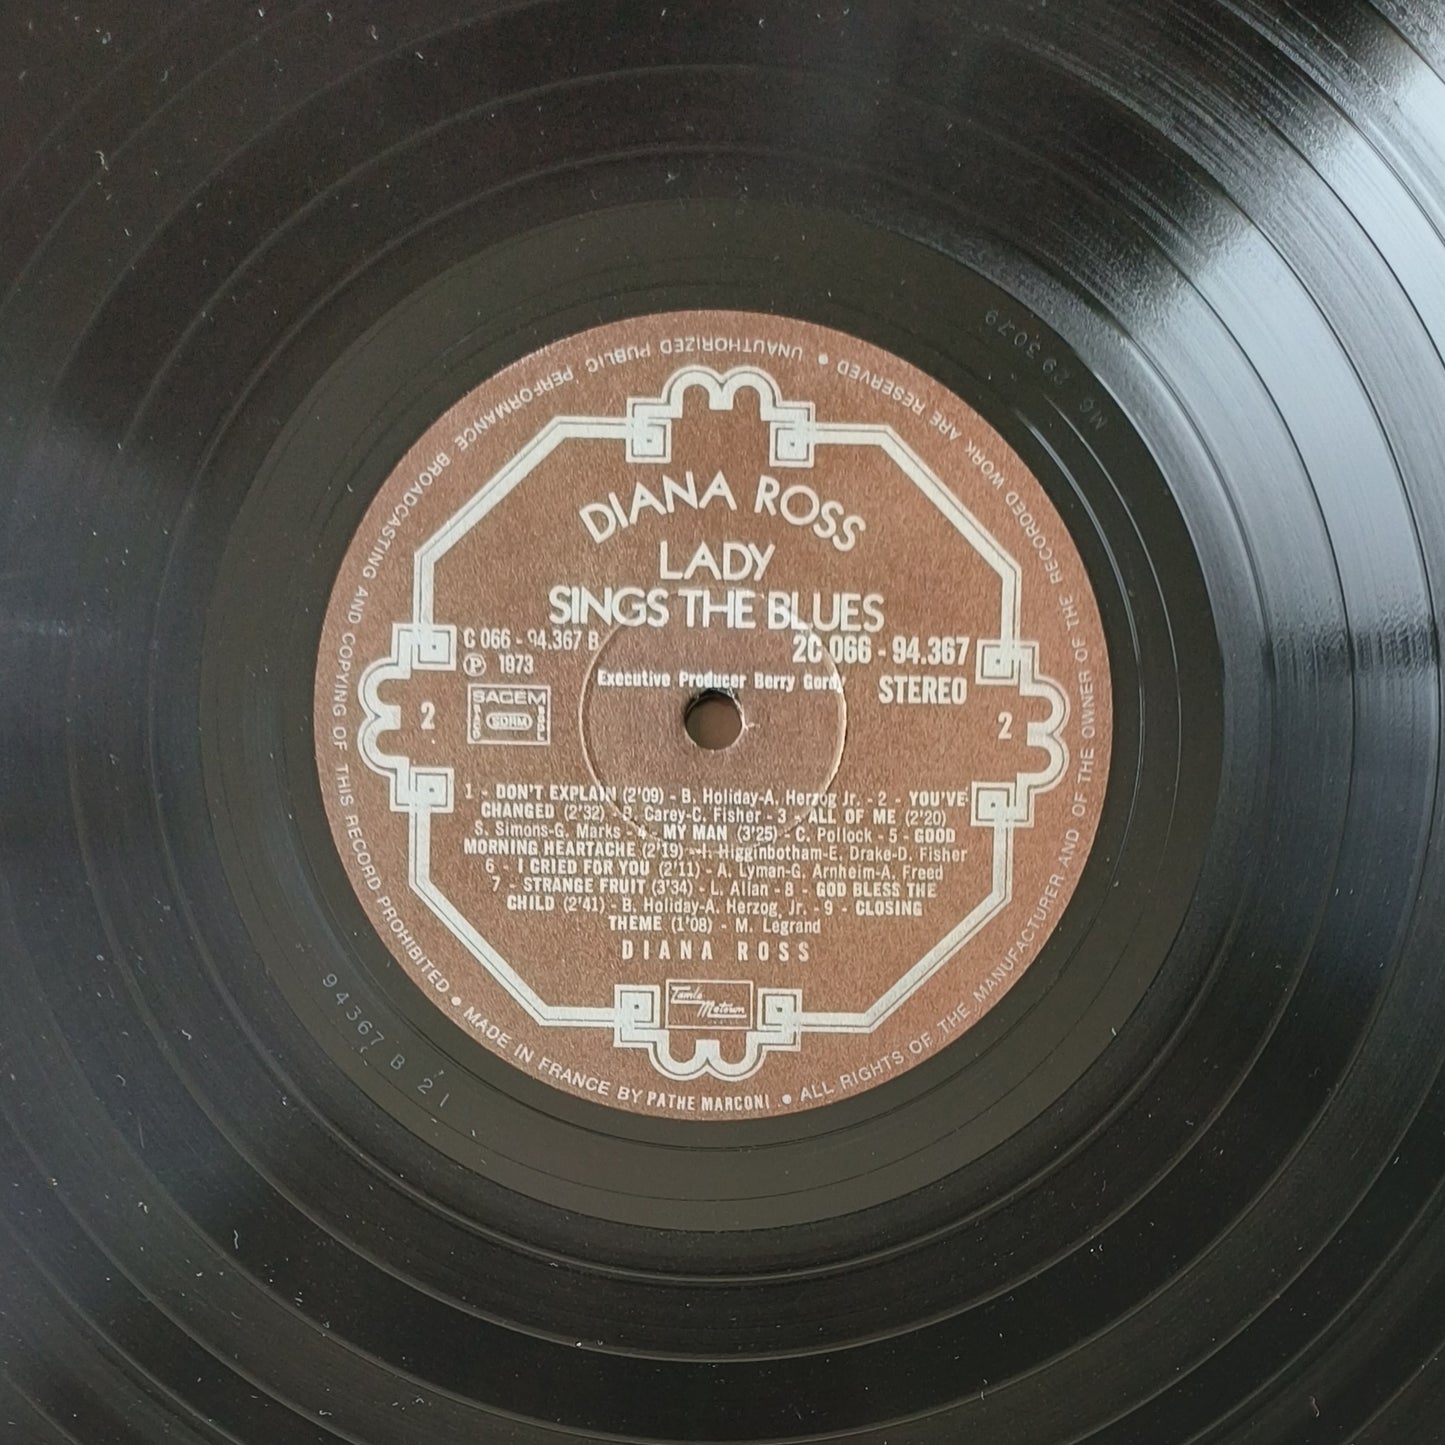 DIANA ROSS
LADY
SINGS THE BLUES
C 066 - 94.367 B
2C 066 - 94.367
Ⓟ 1973
Executive Producer Berry Gordy
STEREO
SACEM
SDRM
2
2
1 - DON'T EXPLAIN (2'09) - B. Holiday-A. Herzog Jr. - 2 - YOU'VE
CHANGED (2'32) - B. Carey-C. Fisher - 3 - ALL OF ME (2'20)
S. Simons-G. Marks - 4 - MY MAN (3'25) - C. Pollock - 5 - GOOD
MORNING HEARTACHE (2'19) - I. Higginbotham-E. Drake-D. Fisher
6 - I CRIED FOR YOU (2'11) - A. Lyman-G. Arnheim-A. Freed
7 - STRANGE FRUIT (3'34) - L. Allan - 8 - GOD BLESS THE
CHILD (2'41) - B. Holiday-A. Herzog, Jr. - 9 - CLOSING
THEME (1'08) - M. Legrand
DIANA ROSS
Tamla
Motown
MADE IN FRANCE BY PATHE MARCONI • ALL RIGHTS OF THE MANUFACTURER AND OF THE OWNER OF THE RECORDED WORK ARE RESERVED • UNAUTHORIZED PUBLIC PERFORMANCE BROADCASTING AND COPYING OF THIS RECORD PROHIBITED •
94367 B 21
M6 29 3079